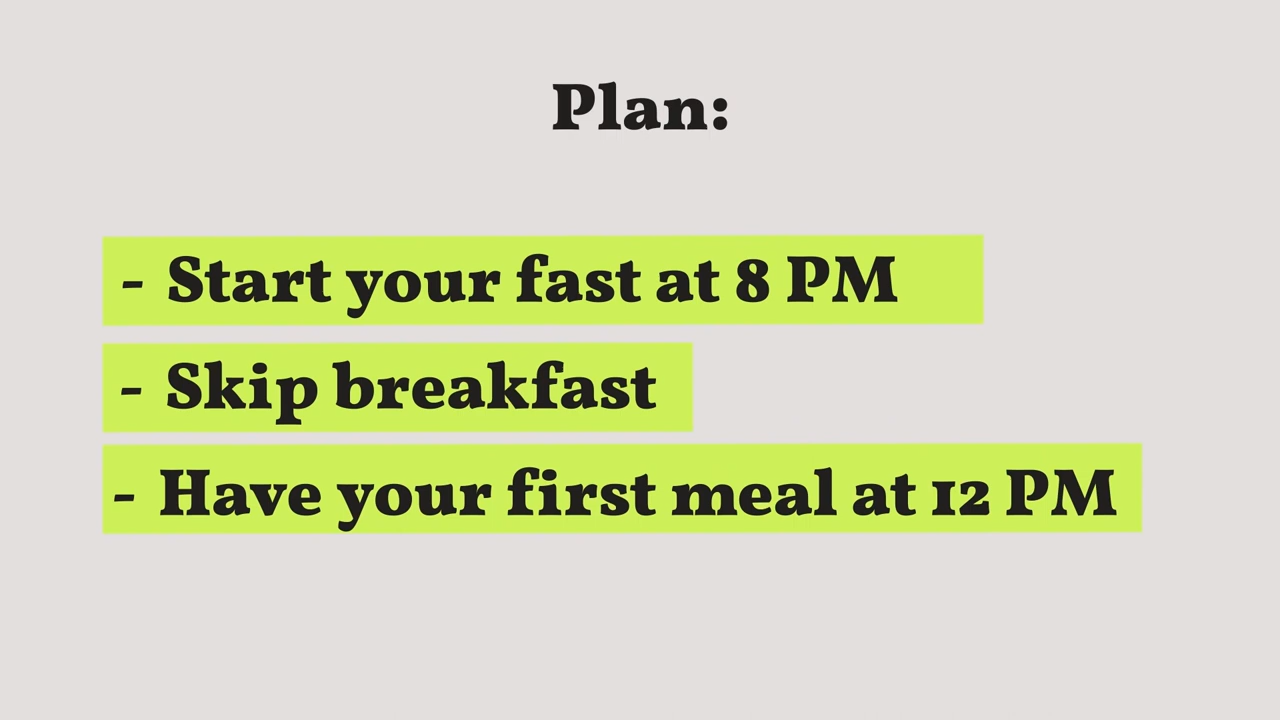 Plan:
- Start your fast at 8 PM
- Skip breakfast
- Have your first meal at 12 PM